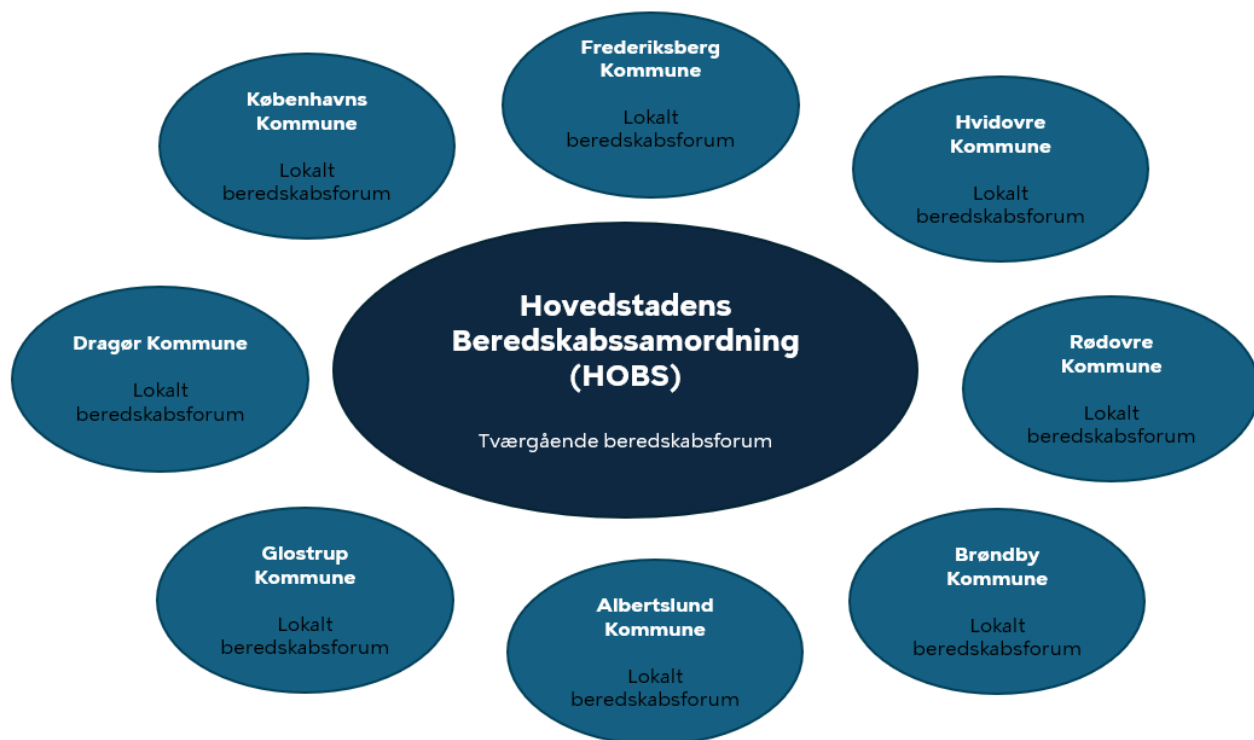 Frederiksberg
Kommune
Lokalt
beredskabsforum
Københavns
Kommune
Lokalt
beredskabsforum
Hvidovre
Kommune
Lokalt
beredskabsforum
Hovedstadens
Beredskabssamordning
(HOBS)
Tværgående beredskabsforum
Dragør Kommune
Lokalt
beredskabsforum
Rødovre
Kommune
Lokalt
beredskabsforum
Glostrup
Kommune
Lokalt
beredskabsforum
Albertslund
Kommune
Lokalt
beredskabsforum
Brøndby
Kommune
Lokalt
beredskabsforum